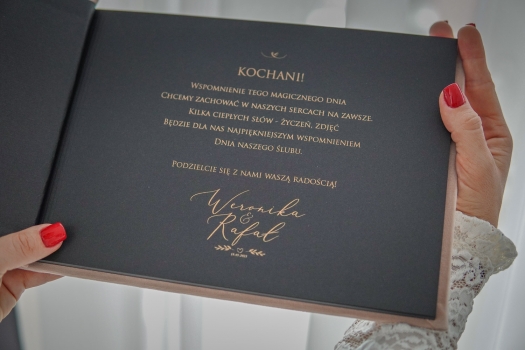 KOCHANI!
WSPOMNIENIE TEGO MAGICZNEGO DNIA
CHCEMY ZACHOWAĆ W NASZYCH SERCACH NA ZAWSZE.
KILKA CIEPŁYCH SŁÓW - ŻYCZEŃ, ZDJĘĆ
BĘDZIE DLA NAS NAJPIĘKNIEJSZYM WSPOMNIENIEM
DNIA NASZEGO ŚLUBU.
PODZIELCIE SIĘ Z NAMI WASZĄ RADOŚCIĄ!
Weronika
&
Rafał